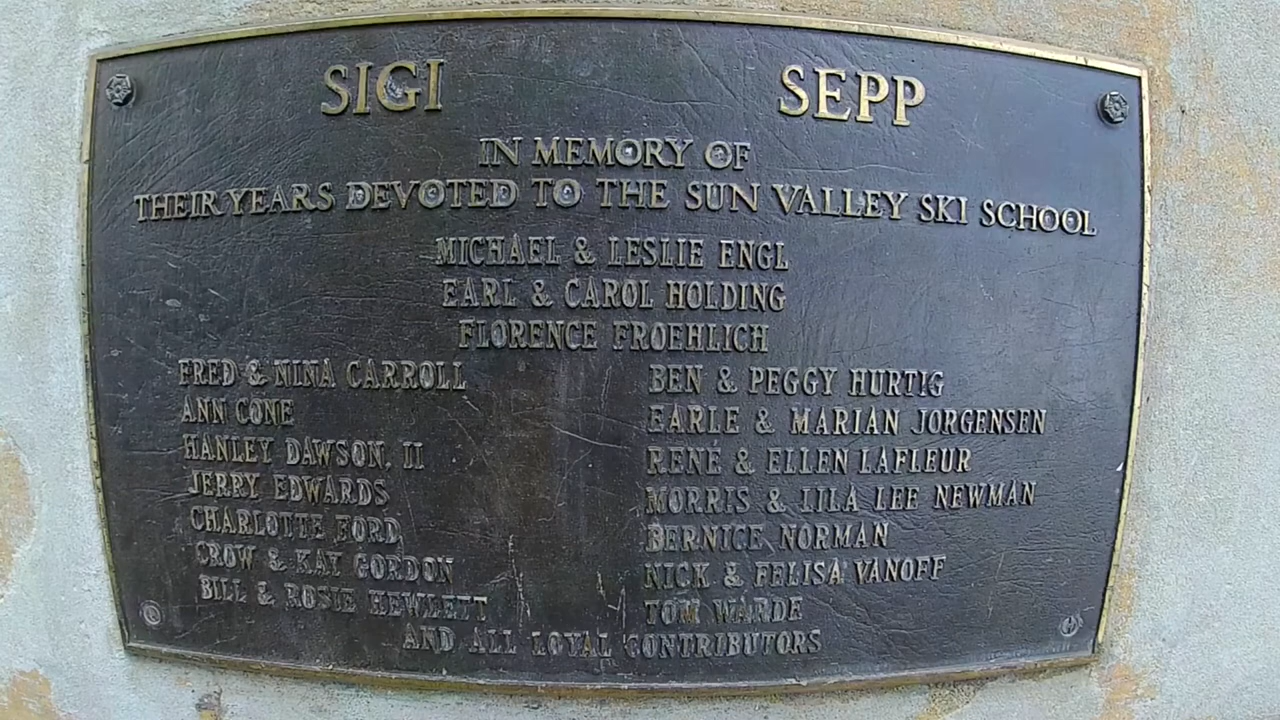 SIGI SEPP
IN MEMORY OF
THEIR YEARS DEVOTED TO THE SUN VALLEY SKI SCHOOL
MICHAEL & LESLIE ENGL
EARL & CAROL HOLDING
FLORENCE FROEHLICH
FRED & NINA CARROLL
ANN CONE
HANLEY DAWSON, II
JERRY EDWARDS
CHARLOTTE FORD
CROW & KAY GORDON
BILL & ROSIE HEWLETT
BEN & PEGGY HURTIG
EARLE & MARIAN JORGENSEN
RENÉ & ELLEN LAFLEUR
MORRIS & LILA LEE NEWMAN
BERNICE NORMAN
NICK & FELISA VANOFF
TOM WARDE
AND ALL LOYAL CONTRIBUTORS